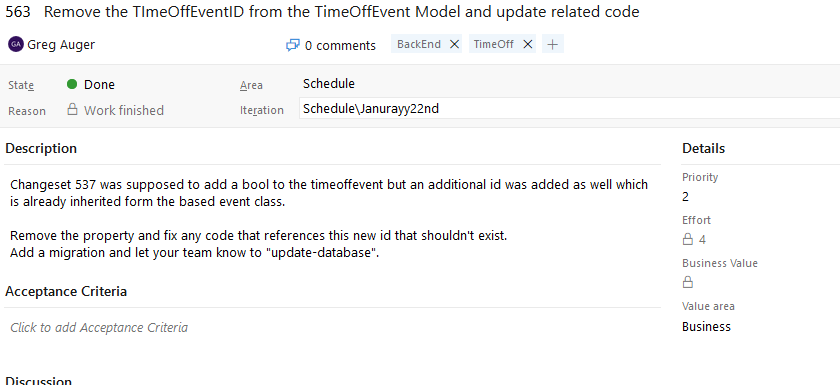 563 Remove the TImeOffEventID from the TimeOffEvent Model and update related code
GA Greg Auger 0 comments BackEnd TimeOff
State Done Area Schedule
Reason Work finished Iteration Schedule\Janurayy22nd
Description
Changeset 537 was supposed to add a bool to the timeoffevent but an additional id was added as well which
is already inherited form the based event class.
Remove the property and fix any code that references this new id that shouldn't exist.
Add a migration and let your team know to "update-database".
Acceptance Criteria
Click to add Acceptance Criteria
Discussion
Details
Priority
2
Effort
4
Business Value
Value area
Business